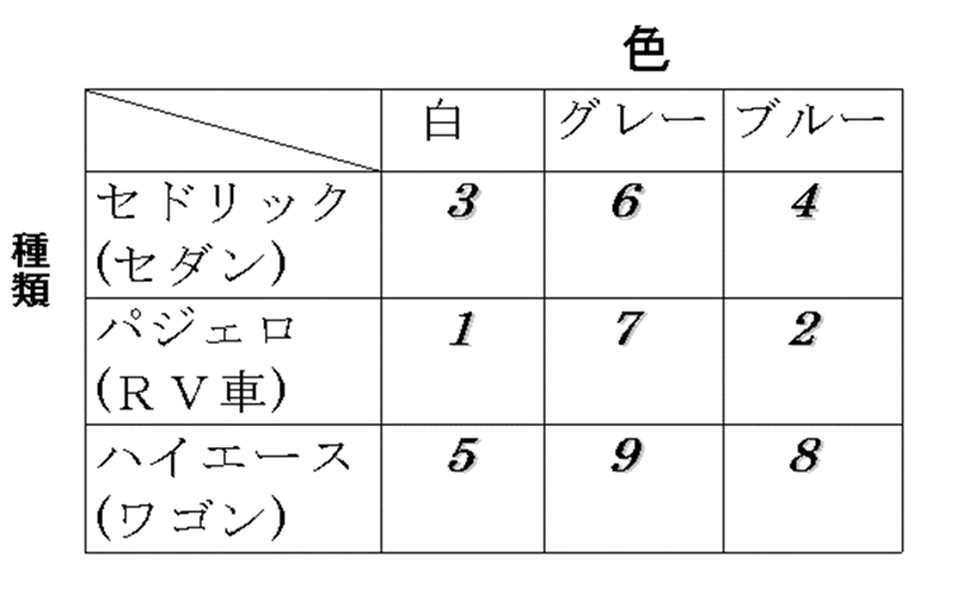 色
白 グレー ブルー
種類
セドリック 3 6 4
(セダン)
パジェロ 1 7 2
(ＲＶ車)
ハイエース 5 9 8
(ワゴン)